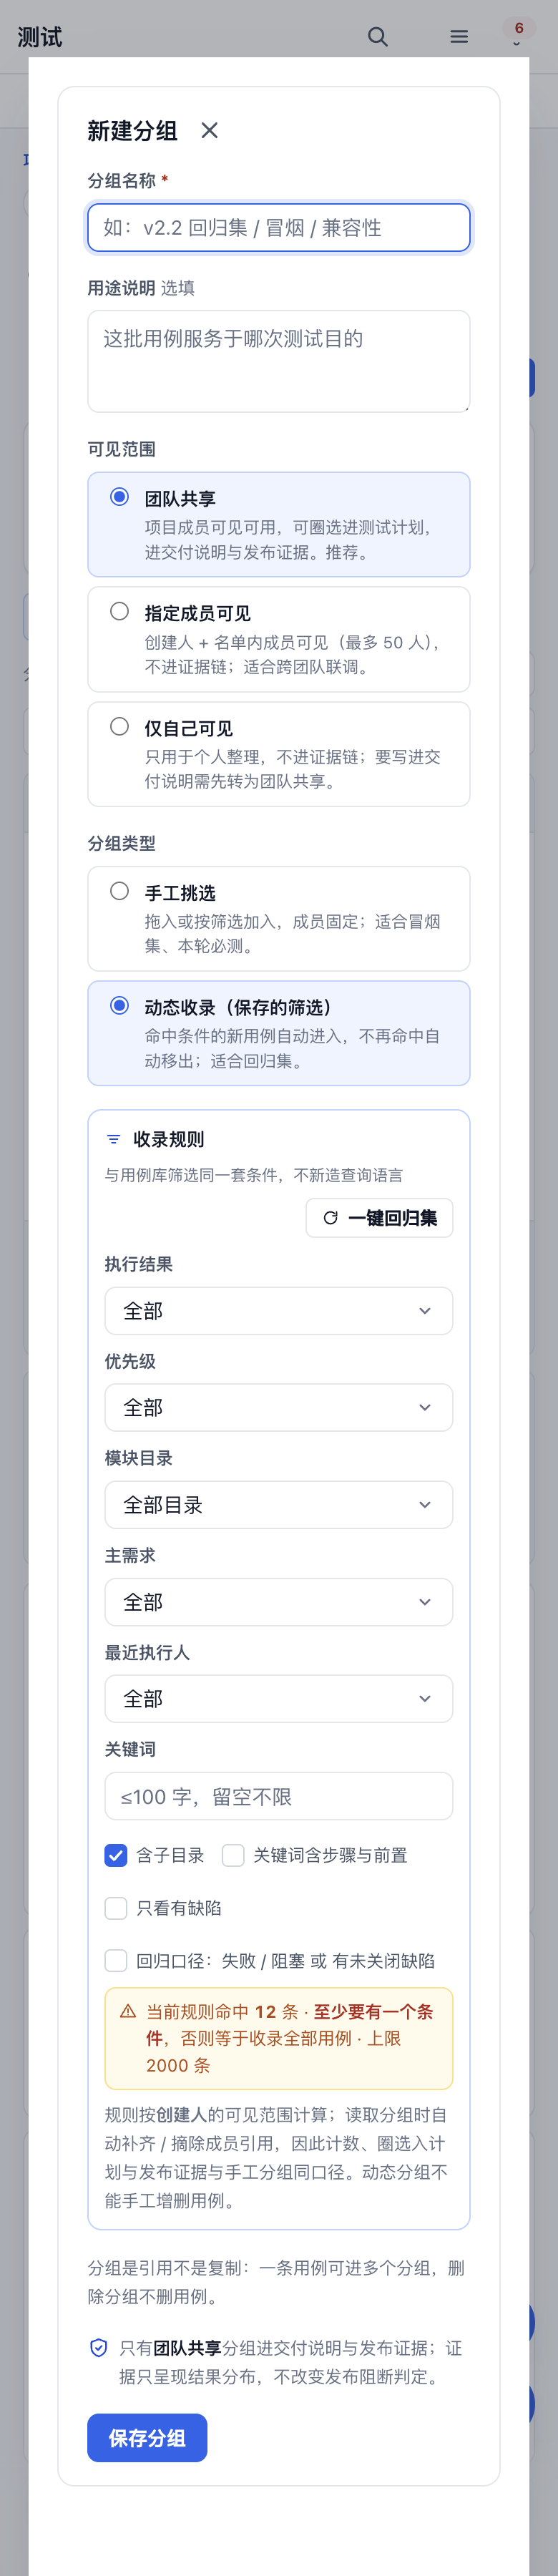 测试
6
新建分组
分组名称 *
如：v2.2 回归集 / 冒烟 / 兼容性
用途说明 选填
这批用例服务于哪次测试目的
可见范围
团队共享
项目成员可见可用，可圈选进测试计划，
进交付说明与发布证据。推荐。
指定成员可见
创建人 + 名单内成员可见（最多 50 人），
不进证据链；适合跨团队联调。
仅自己可见
只用于个人整理，不进证据链；要写进交
付说明需先转为团队共享。
分组类型
手工挑选
拖入或按筛选加入，成员固定；适合冒烟
集、本轮必测。
动态收录（保存的筛选）
命中条件的新用例自动进入，不再命中自
动移出；适合回归集。
收录规则
与用例库筛选同一套条件，不新造查询语言
一键回归集
执行结果
全部
优先级
全部
模块目录
全部目录
主需求
全部
最近执行人
全部
关键词
≤100 字，留空不限
含子目录 关键词含步骤与前置
只看有缺陷
回归口径：失败 / 阻塞 或 有未关闭缺陷
当前规则命中 12 条 · 至少要有一个条
件，否则等于收录全部用例 · 上限
2000 条
规则按创建人的可见范围计算；读取分组时自
动补齐 / 摘除成员引用，因此计数、圈选入计
划与发布证据与手工分组同口径。动态分组不
能手工增删用例。
分组是引用不是复制：一条用例可进多个分组，删
除分组不删用例。
只有团队共享分组进交付说明与发布证据；证
据只呈现结果分布，不改变发布阻断判定。
保存分组